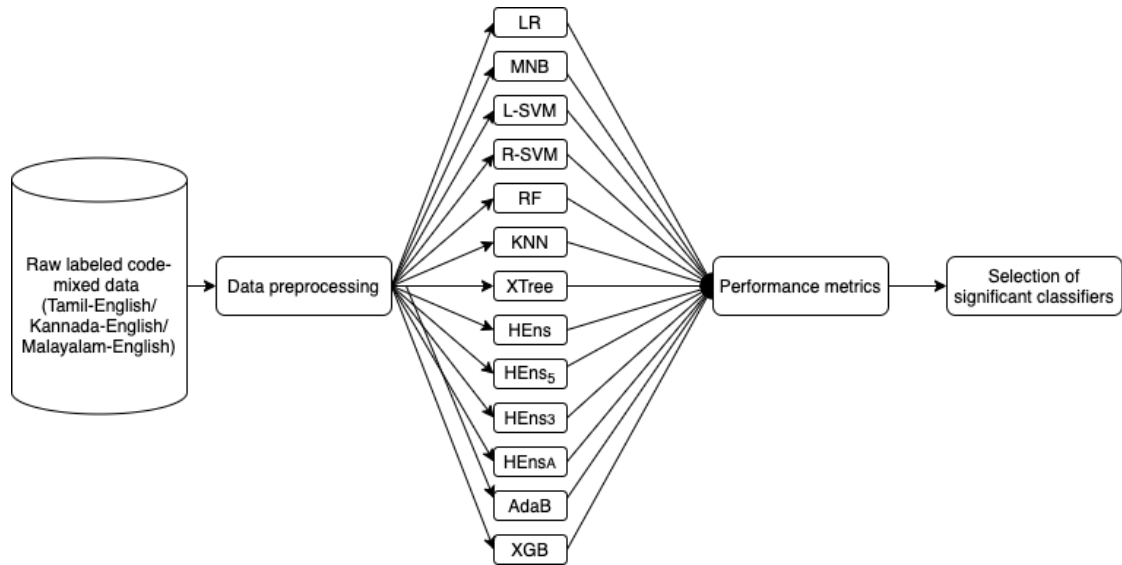 Raw labeled code-
mixed data
(Tamil-English/
Kannada-English/
Malayalam-English)
Data preprocessing
LR
MNB
L-SVM
R-SVM
RF
KNN
XTree
HEns
HEns5
HEns3
HEnsA
AdaB
XGB
Performance metrics
Selection of
significant classifiers